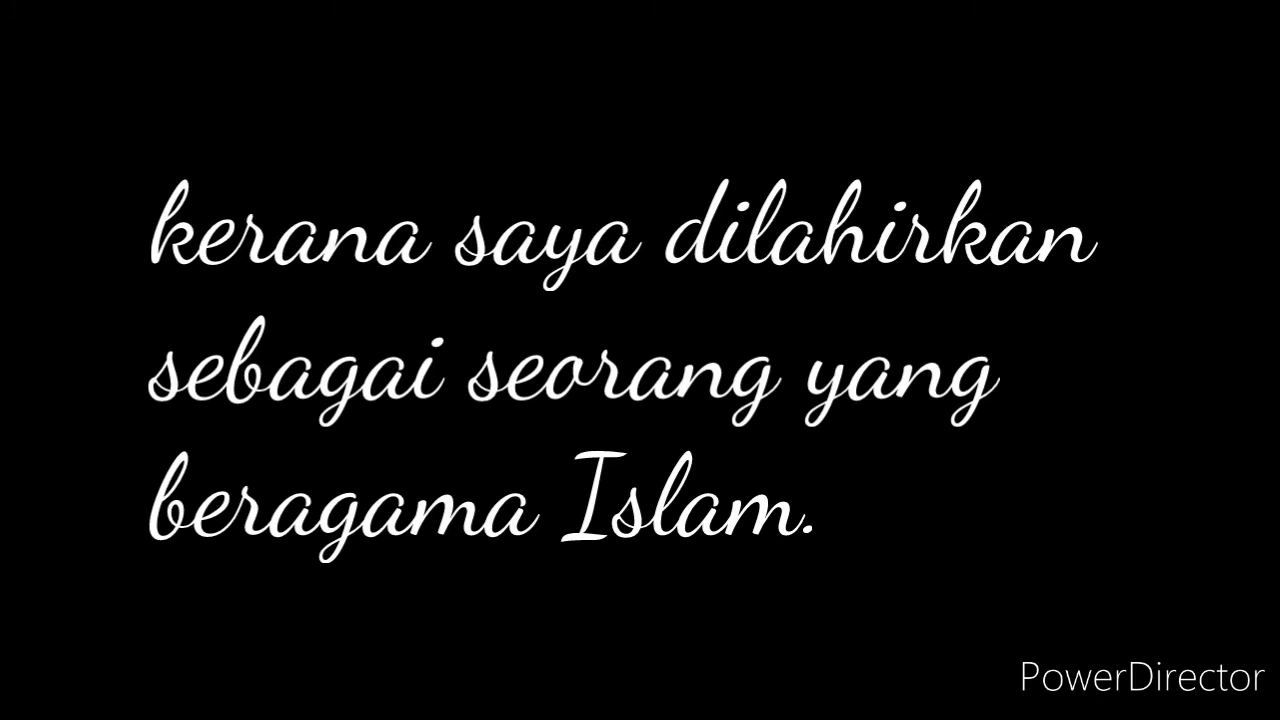 kerana saya dilahirkan
sebagai seorang yang
beragama Islam.
PowerDirector